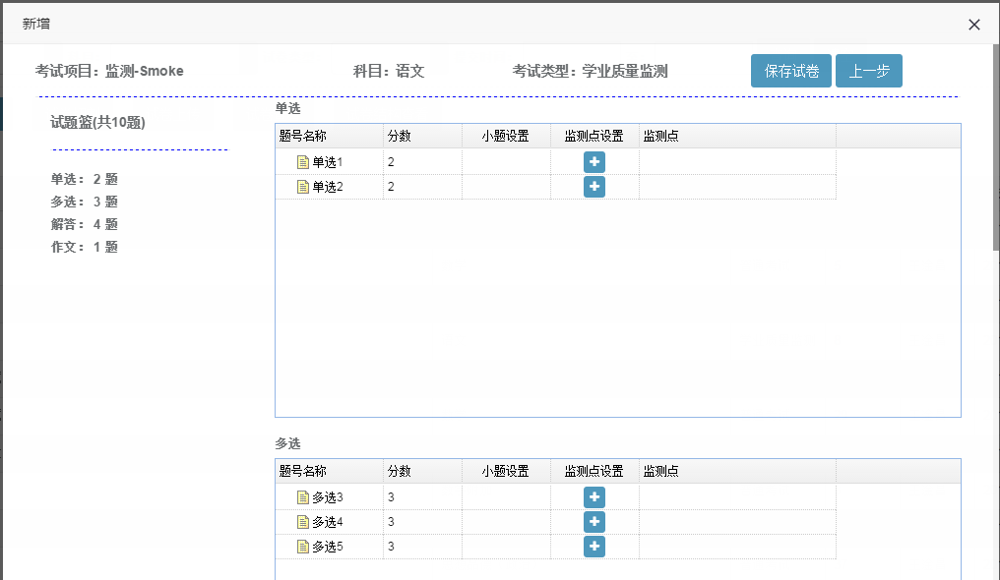 新增
考试项目：监测-Smoke 科目：语文 考试类型：学业质量监测 保存试卷 上一步
试题篮(共10题)
单选： 2 题
多选： 3 题
解答： 4 题
作文： 1 题
单选
题号名称 分数 小题设置 监测点设置 监测点
单选1 2
单选2 2
多选
题号名称 分数 小题设置 监测点设置 监测点
多选3 3
多选4 3
多选5 3